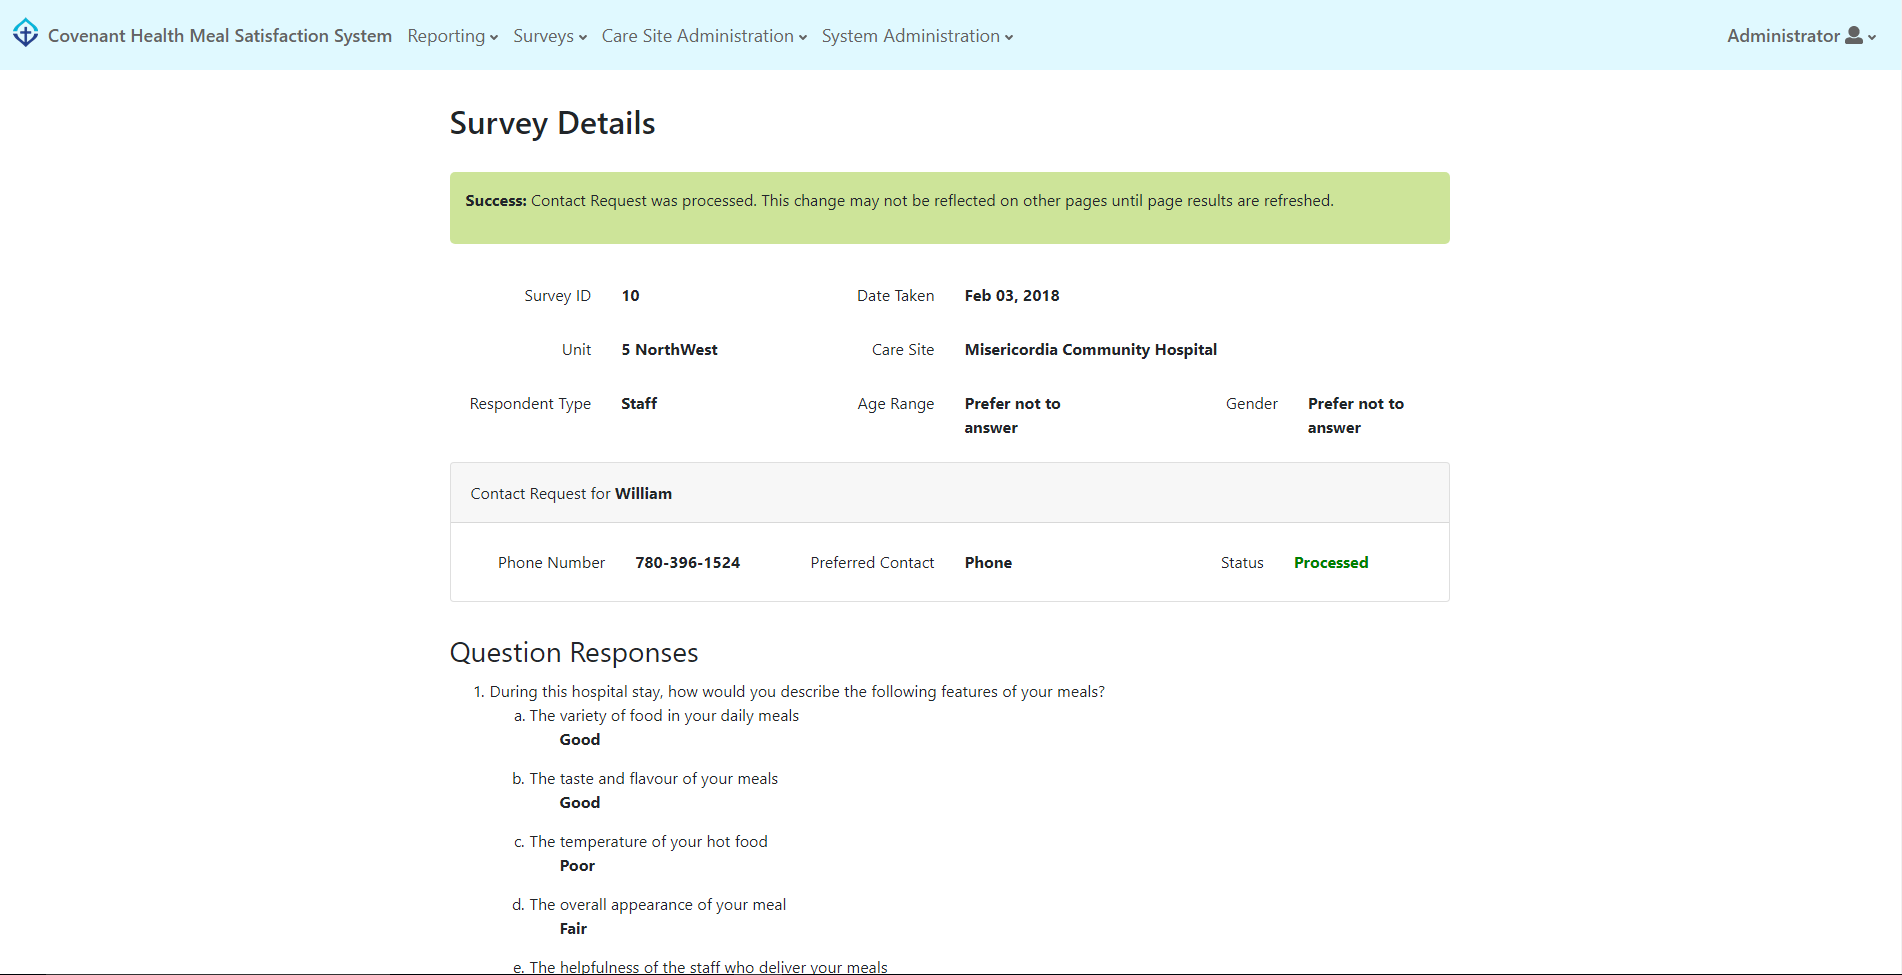 Covenant Health Meal Satisfaction System Reporting Surveys Care Site Administration System Administration Administrator
Survey Details
Success: Contact Request was processed. This change may not be reflected on other pages until page results are refreshed.
Survey ID 10 Date Taken Feb 03, 2018
Unit 5 NorthWest Care Site Misericordia Community Hospital
Respondent Type Staff Age Range Prefer not to Gender Prefer not to
answer answer
Contact Request for William
Phone Number 780-396-1524 Preferred Contact Phone Status Processed
Question Responses
1. During this hospital stay, how would you describe the following features of your meals?
a. The variety of food in your daily meals
Good
b. The taste and flavour of your meals
Good
c. The temperature of your hot food
Poor
d. The overall appearance of your meal
Fair
e. The helpfulness of the staff who deliver your meals